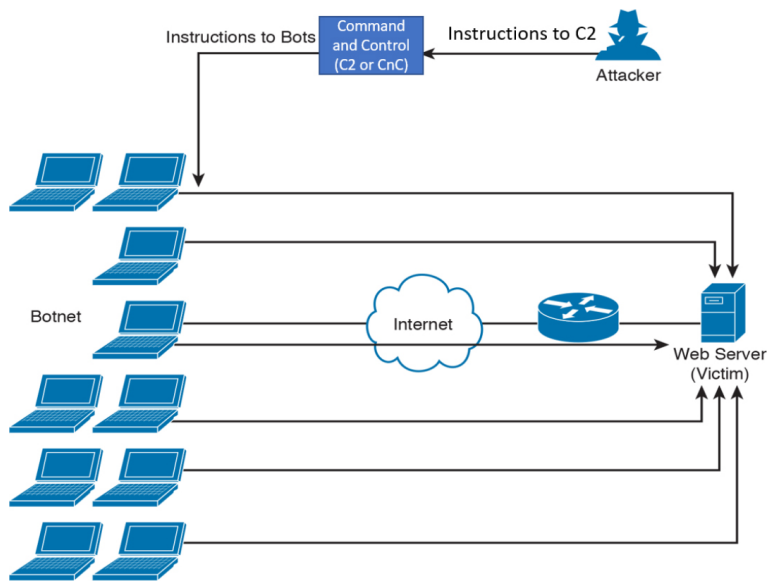 Instructions to Bots
Command
and Control
(C2 or CnC)
Instructions to C2
Attacker
Botnet
Internet
Web Server
(Victim)